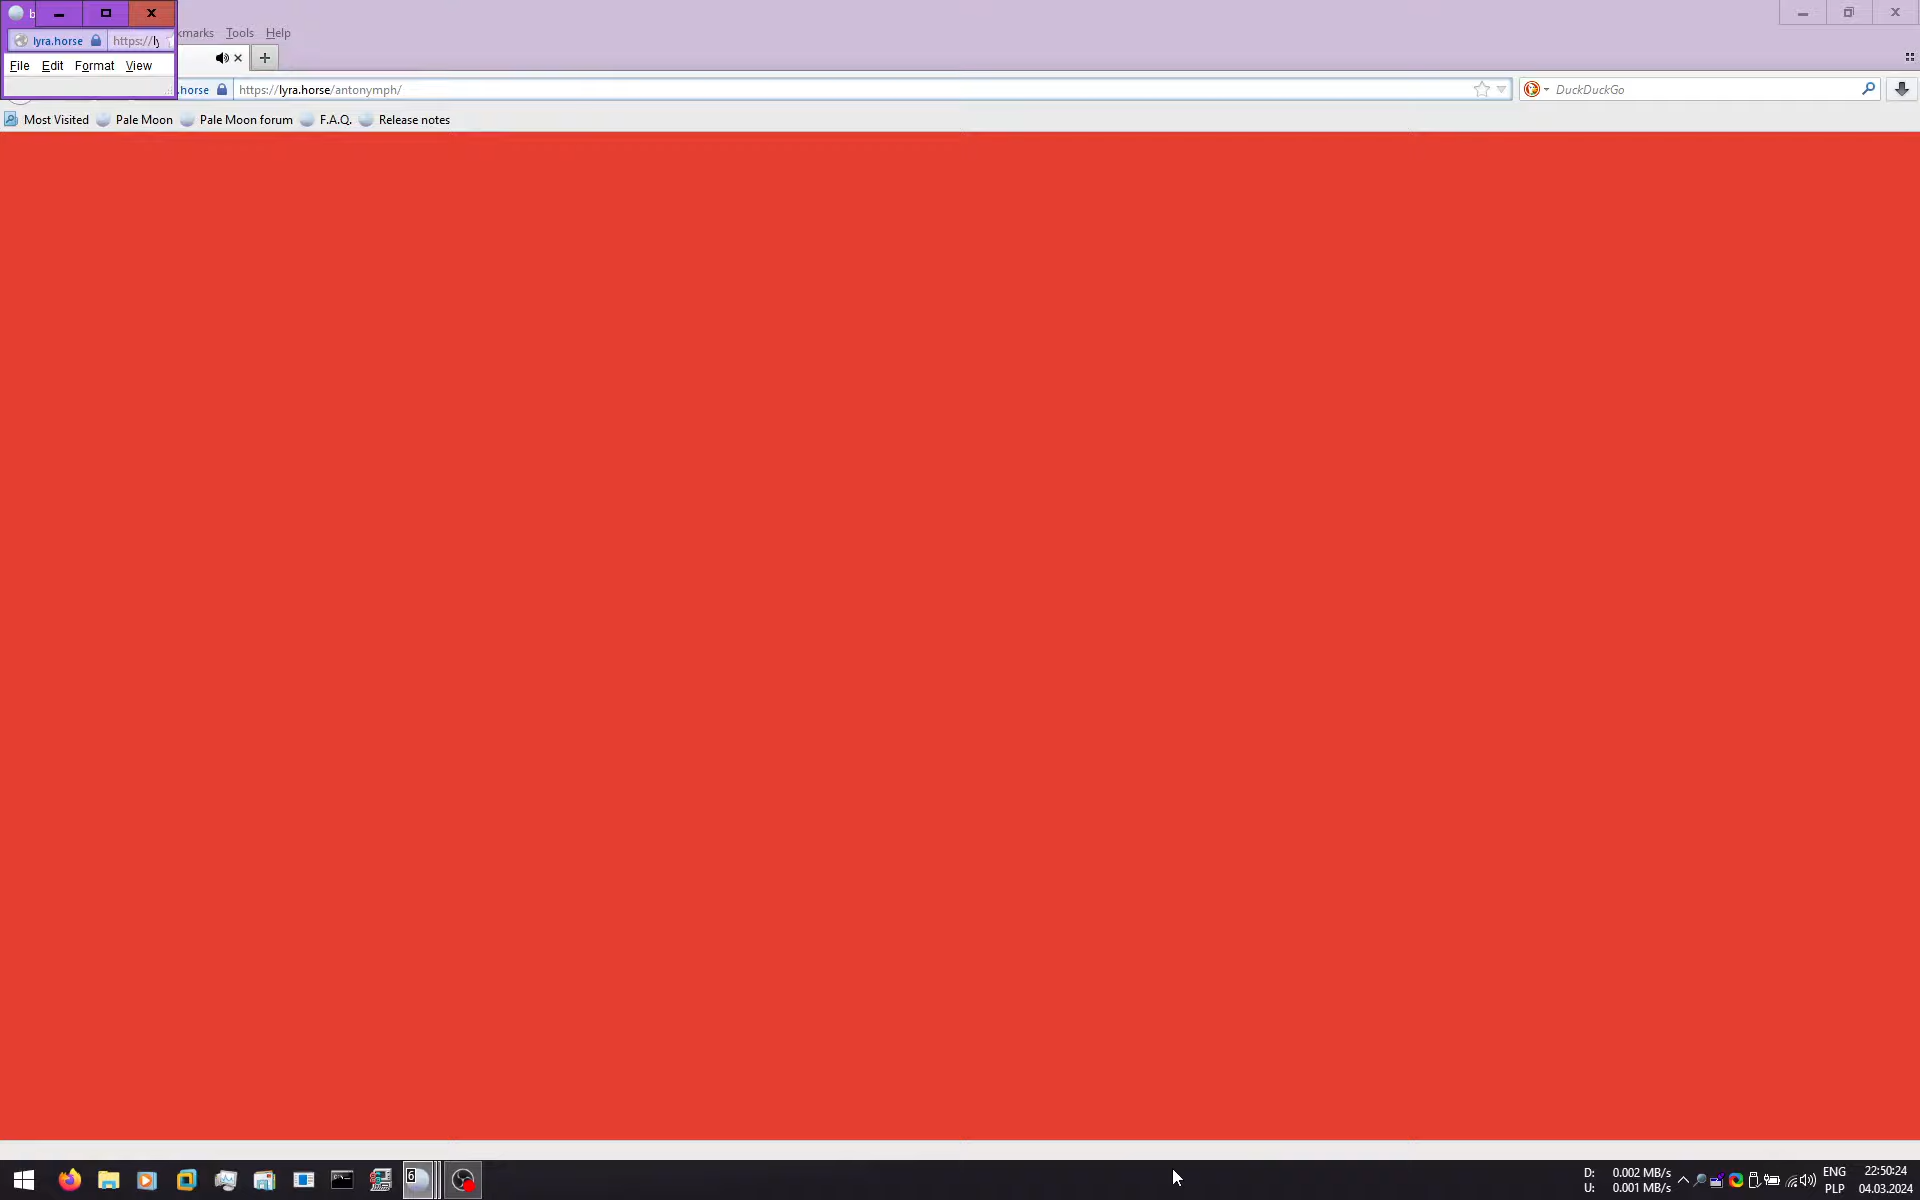 b
lyra.horse https://ly
kmarks Tools Help
File Edit Format View
.horse https://lyra.horse/antonymph/ DuckDuckGo
Most Visited Pale Moon Pale Moon forum F.A.Q. Release notes
6
D: 0.002 MB/s ENG 22:50:24
U: 0.001 MB/s PLP 04.03.2024